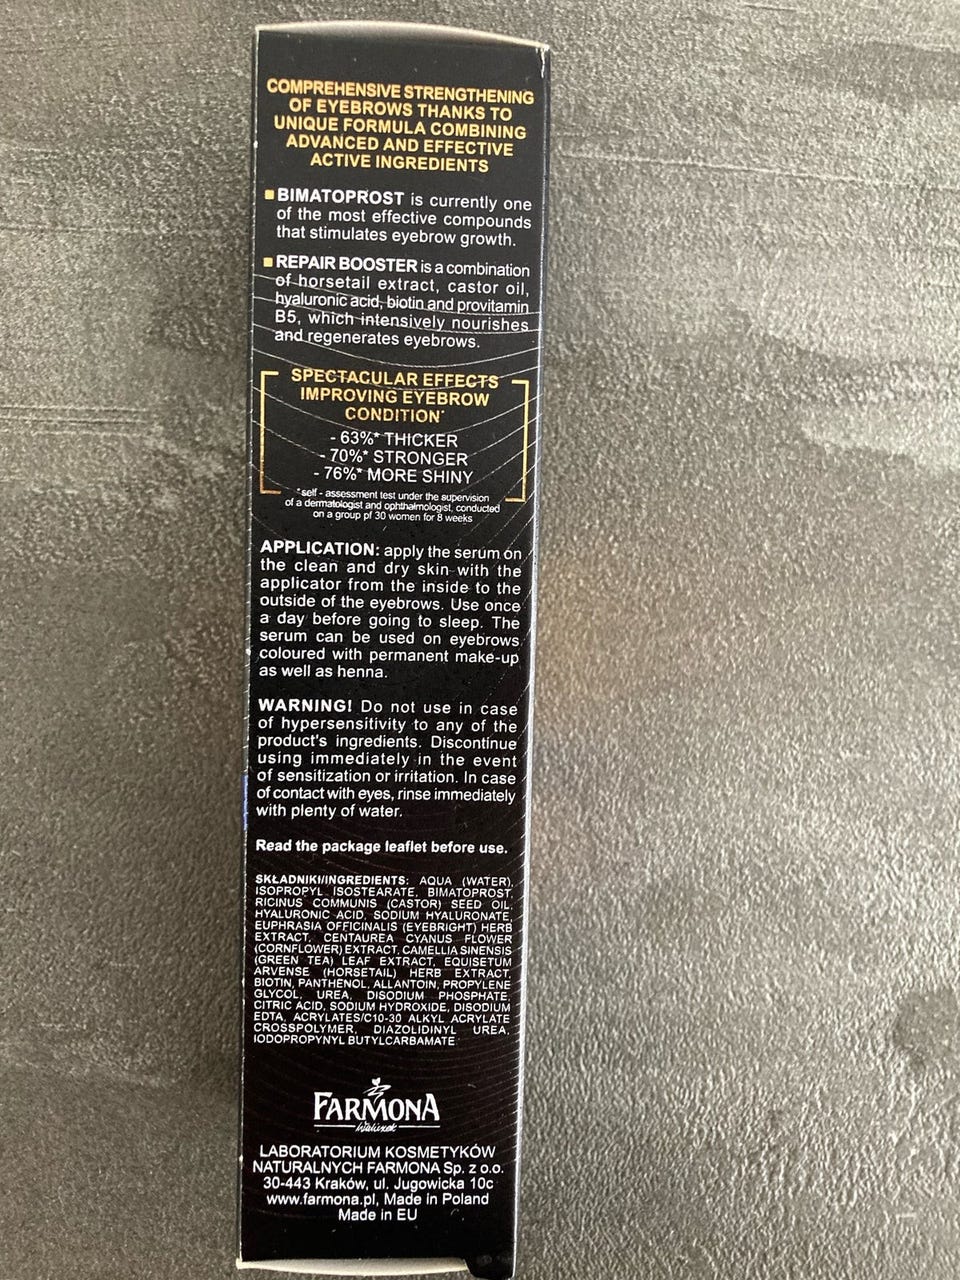 COMPREHENSIVE STRENGTHENING
OF EYEBROWS THANKS TO
UNIQUE FORMULA COMBINING
ADVANCED AND EFFECTIVE
ACTIVE INGREDIENTS
BIMATOPROST is currently one
of the most effective compounds
that stimulates eyebrow growth.
REPAIR BOOSTER is a combination
of horsetail extract, castor oil,
hyaluronic acid, biotin and provitamin
B5, which intensively nourishes
and regenerates eyebrows.
SPECTACULAR EFFECTS
IMPROVING EYEBROW
CONDITION*
- 63%* THICKER
- 70%* STRONGER
- 76%* MORE SHINY
*self - assessment test under the supervision
of a dermatologist and ophthalmologist, conducted
on a group pf 30 women for 8 weeks
APPLICATION: apply the serum on
the clean and dry skin with the
applicator from the inside to the
outside of the eyebrows. Use once
a day before going to sleep. The
serum can be used on eyebrows
coloured with permanent make-up
as well as henna.
WARNING! Do not use in case
of hypersensitivity to any of the
product's ingredients. Discontinue
using immediately in the event
of sensitization or irritation. In case
of contact with eyes, rinse immediately
with plenty of water.
Read the package leaflet before use.
SKŁADNIKI/INGREDIENTS: AQUA (WATER),
ISOPROPYL ISOSTEARATE, BIMATOPROST,
RICINUS COMMUNIS (CASTOR) SEED OIL,
HYALURONIC ACID, SODIUM HYALURONATE,
EUPHRASIA OFFICINALIS (EYEBRIGHT) HERB
EXTRACT, CENTAUREA CYANUS FLOWER
(CORNFLOWER) EXTRACT, CAMELLIA SINENSIS
(GREEN TEA) LEAF EXTRACT, EQUISETUM
ARVENSE (HORSETAIL) HERB EXTRACT,
BIOTIN, PANTHENOL, ALLANTOIN, PROPYLENE
GLYCOL, UREA, DISODIUM PHOSPHATE,
CITRIC ACID, SODIUM HYDROXIDE, DISODIUM
EDTA, ACRYLATES/C10-30 ALKYL ACRYLATE
CROSSPOLYMER, DIAZOLIDINYL UREA,
IODOPROPYNYL BUTYLCARBAMATE
FARMONA
LABORATORIUM KOSMETYKÓW
NATURALNYCH FARMONA Sp. z o.o.
30-443 Kraków, ul. Jugowicka 10c
www.farmona.pl, Made in Poland
Made in EU